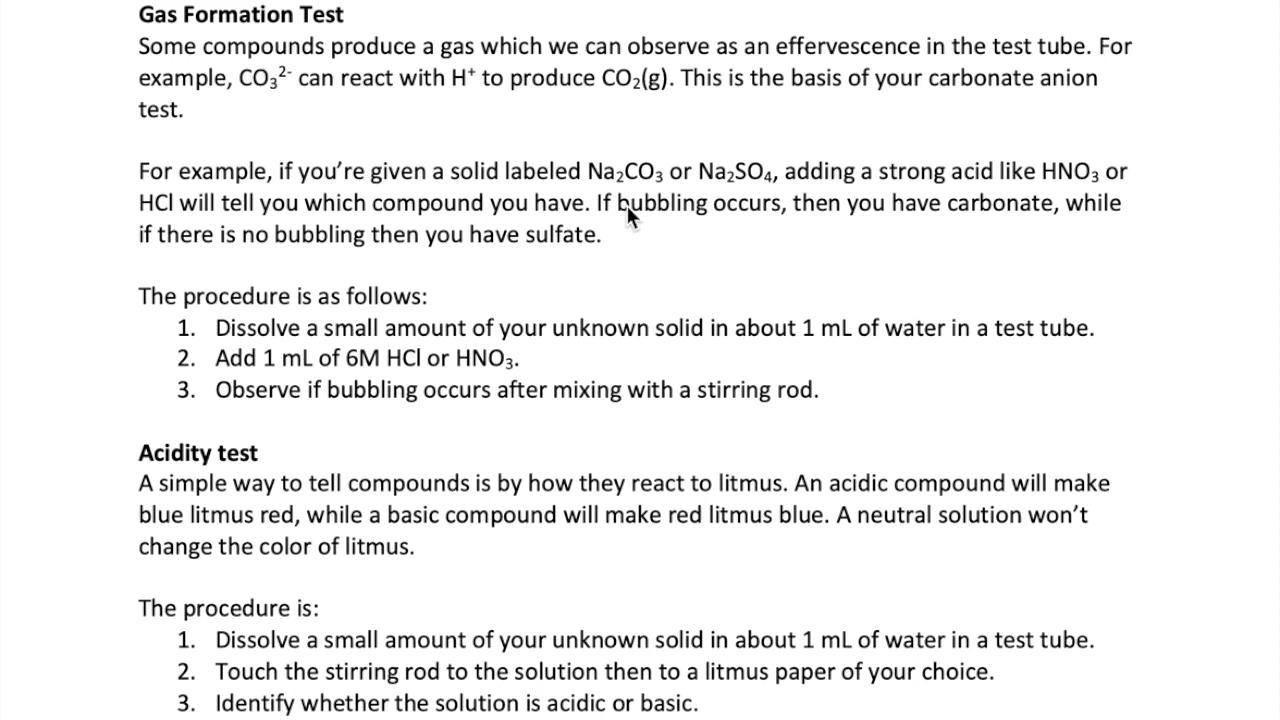 Gas Formation Test
Some compounds produce a gas which we can observe as an effervescence in the test tube. For
example, CO₃²⁻ can react with H⁺ to produce CO₂(g). This is the basis of your carbonate anion
test.
For example, if you’re given a solid labeled Na₂CO₃ or Na₂SO₄, adding a strong acid like HNO₃ or
HCl will tell you which compound you have. If bubbling occurs, then you have carbonate, while
if there is no bubbling then you have sulfate.
The procedure is as follows:
1. Dissolve a small amount of your unknown solid in about 1 mL of water in a test tube.
2. Add 1 mL of 6M HCl or HNO₃.
3. Observe if bubbling occurs after mixing with a stirring rod.
Acidity test
A simple way to tell compounds is by how they react to litmus. An acidic compound will make
blue litmus red, while a basic compound will make red litmus blue. A neutral solution won’t
change the color of litmus.
The procedure is:
1. Dissolve a small amount of your unknown solid in about 1 mL of water in a test tube.
2. Touch the stirring rod to the solution then to a litmus paper of your choice.
3. Identify whether the solution is acidic or basic.